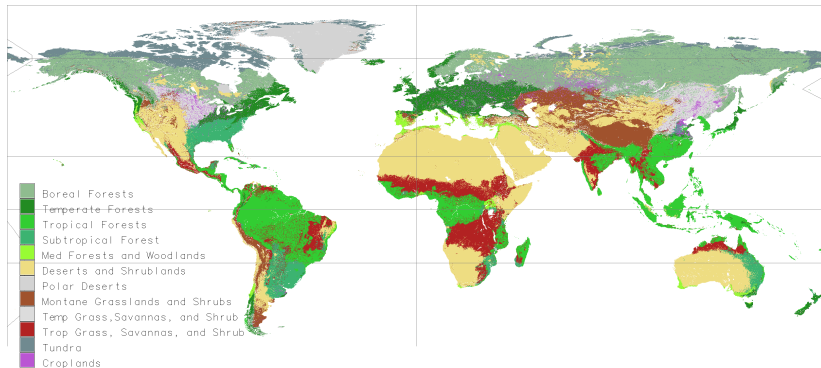 Boreal Forests
Temperate Forests
Tropical Forests
Subtropical Forest
Med Forests and Woodlands
Deserts and Shrublands
Polar Deserts
Montane Grasslands and Shrubs
Temp Grass,Savannas, and Shrub
Trop Grass, Savannas, and Shrub
Tundra
Croplands